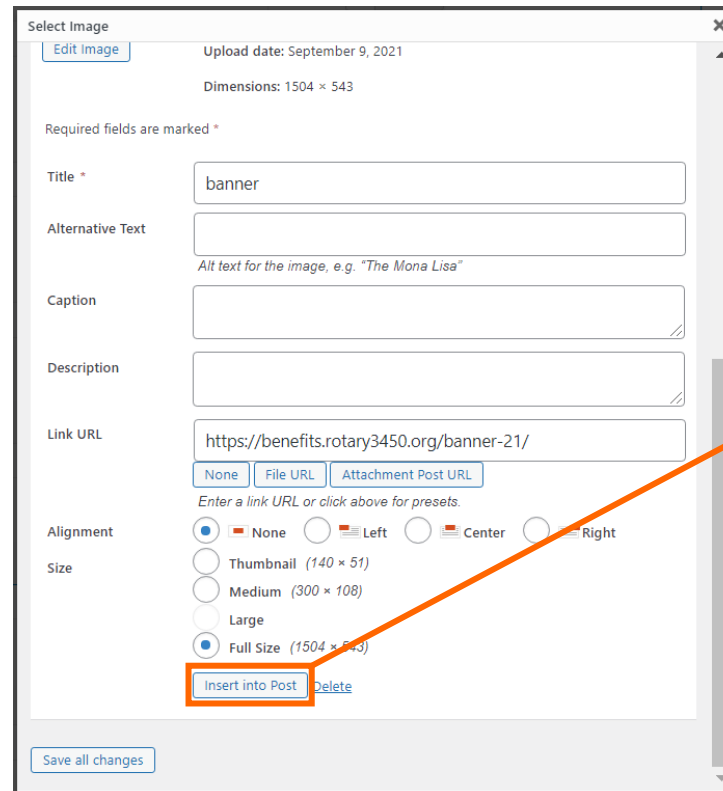 Select Image
Edit Image
Upload date: September 9, 2021
Dimensions: 1504 × 543
Required fields are marked *
Title *
banner
Alternative Text
Alt text for the image, e.g. "The Mona Lisa"
Caption
Description
Link URL
https://benefits.rotary3450.org/banner-21/
None File URL Attachment Post URL
Enter a link URL or click above for presets.
Alignment None Left Center Right
Size Thumbnail (140 × 51)
Medium (300 × 108)
Large
Full Size (1504 × 543)
Insert into Post Delete
Save all changes